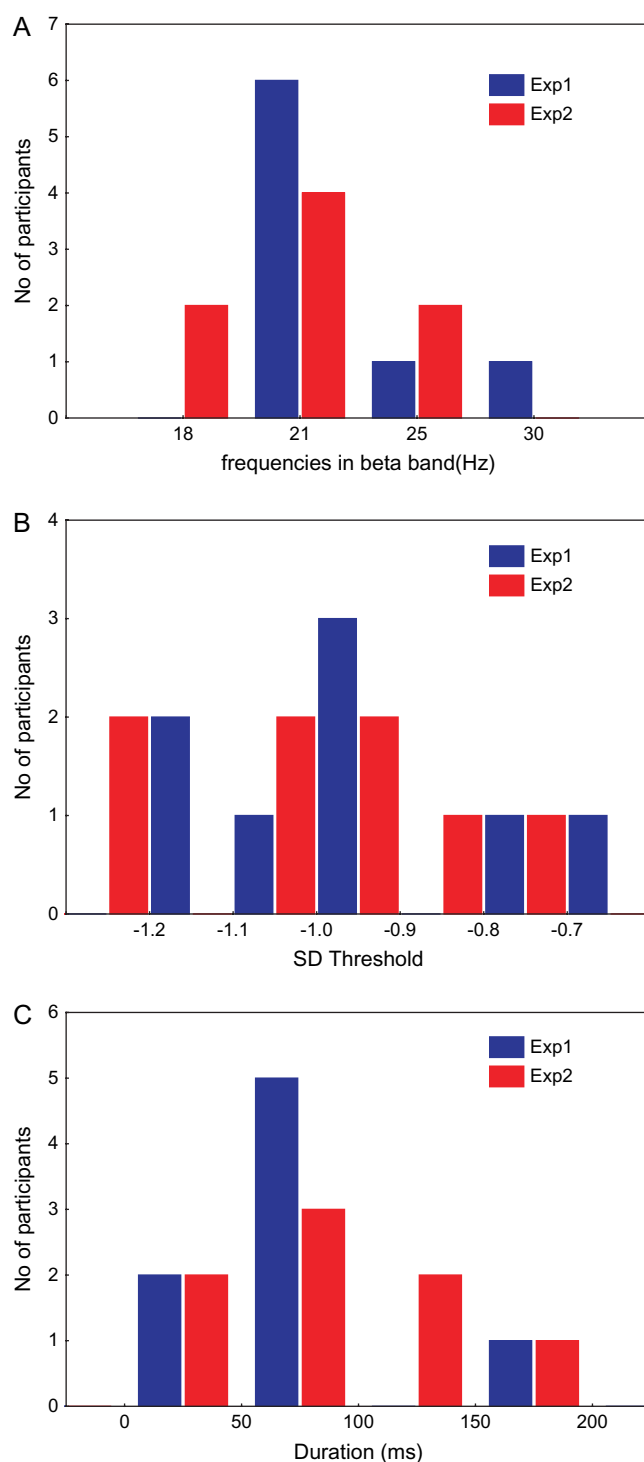 A
7
6
5
4
3
2
1
0
No of participants
Exp1
Exp2
18 21 25 30
frequencies in beta band(Hz)
B
4
3
2
1
0
No of participants
Exp1
Exp2
-1.2 -1.1 -1.0 -0.9 -0.8 -0.7
SD Threshold
C
6
5
4
3
2
1
0
No of participants
Exp1
Exp2
0 50 100 150 200
Duration (ms)